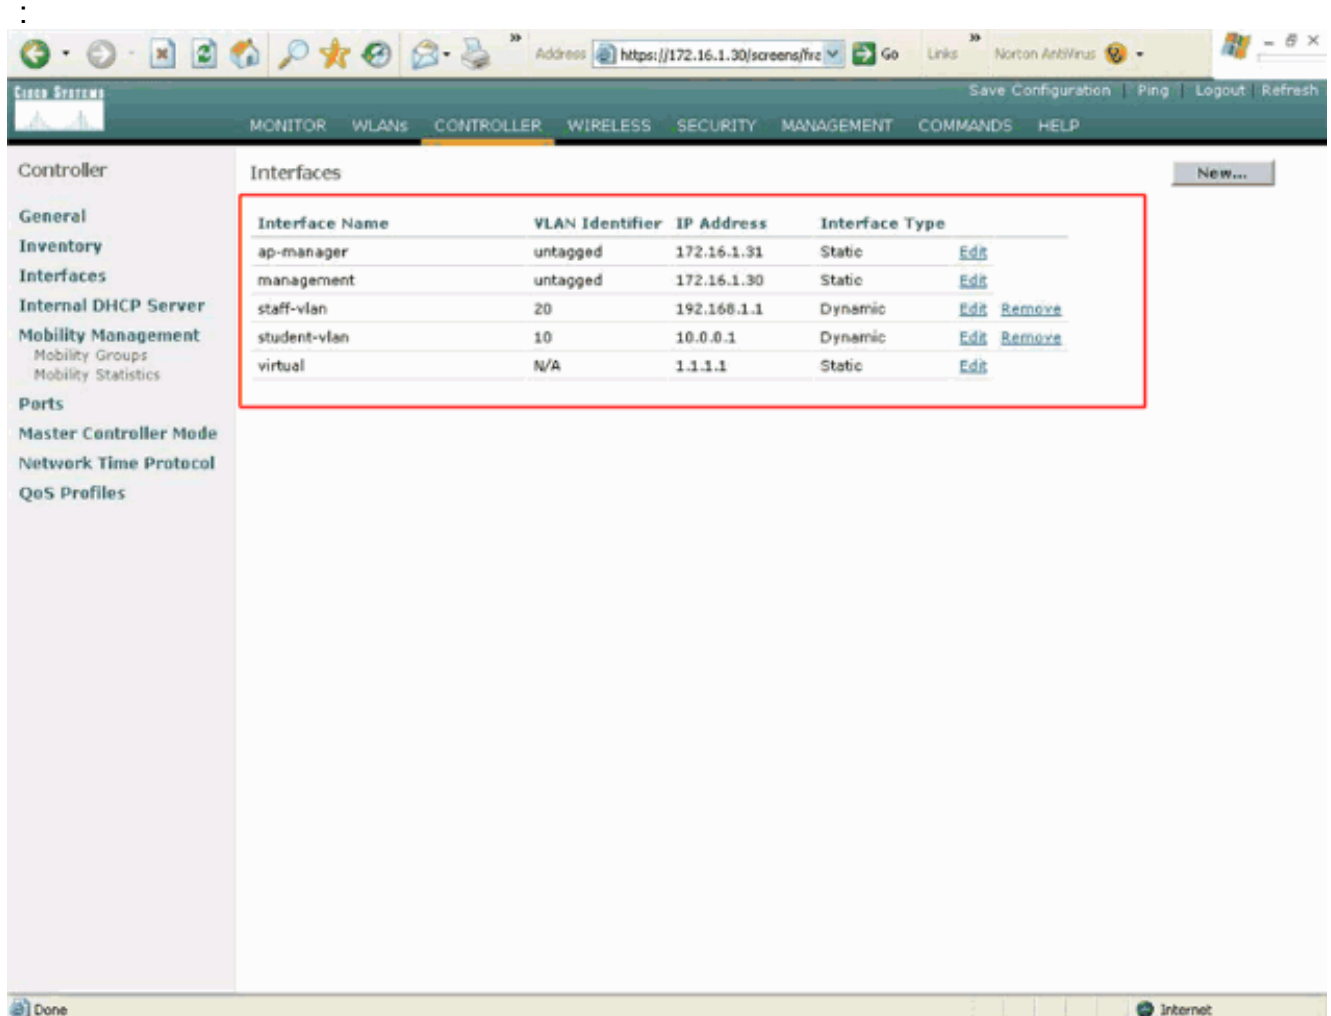 :
»
Address https://172.16.1.30/screens/fra Go Links » Norton AntiVirus
CISCO SYSTEMS
Save Configuration | Ping | Logout | Refresh
MONITOR WLANs CONTROLLER WIRELESS SECURITY MANAGEMENT COMMANDS HELP
Controller
General
Inventory
Interfaces
Internal DHCP Server
Mobility Management
Mobility Groups
Mobility Statistics
Ports
Master Controller Mode
Network Time Protocol
QoS Profiles
Interfaces
New...
Interface Name VLAN Identifier IP Address Interface Type
ap-manager untagged 172.16.1.31 Static Edit
management untagged 172.16.1.30 Static Edit
staff-vlan 20 192.168.1.1 Dynamic Edit Remove
student-vlan 10 10.0.0.1 Dynamic Edit Remove
virtual N/A 1.1.1.1 Static Edit
Done
Internet